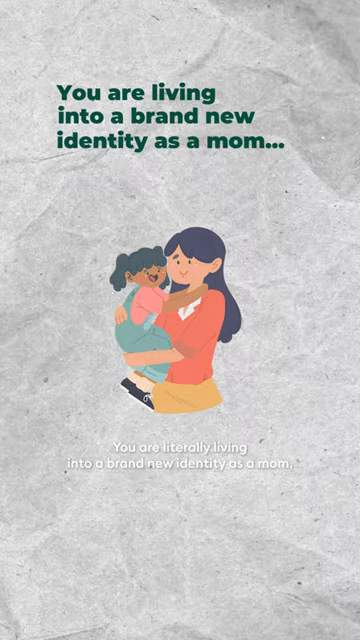 You are living
into a brand new
identity as a mom...
You are literally living
into a brand new identity as a mom,